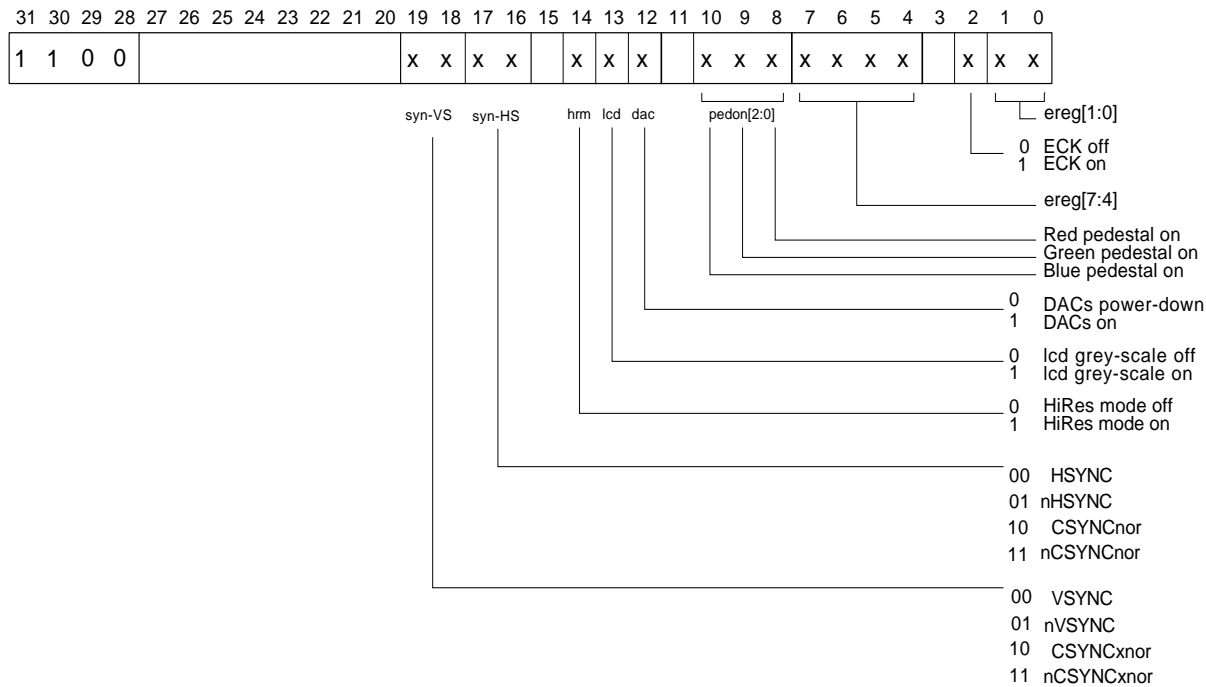 31 30 29 28 27 26 25 24 23 22 21 20 19 18 17 16 15 14 13 12 11 10 9 8 7 6 5 4 3 2 1 0
1 1 0 0 x x x x x x x x x x x x x x x x x
syn-VS syn-HS hrm lcd dac pedon[2:0]
ereg[1:0]
0 ECK off
1 ECK on
ereg[7:4]
Red pedestal on
Green pedestal on
Blue pedestal on
0 DACs power-down
1 DACs on
0 lcd grey-scale off
1 lcd grey-scale on
0 HiRes mode off
1 HiRes mode on
00 HSYNC
01 nHSYNC
10 CSYNCnor
11 nCSYNCnor
00 VSYNC
01 nVSYNC
10 CSYNCxnor
11 nCSYNCxnor